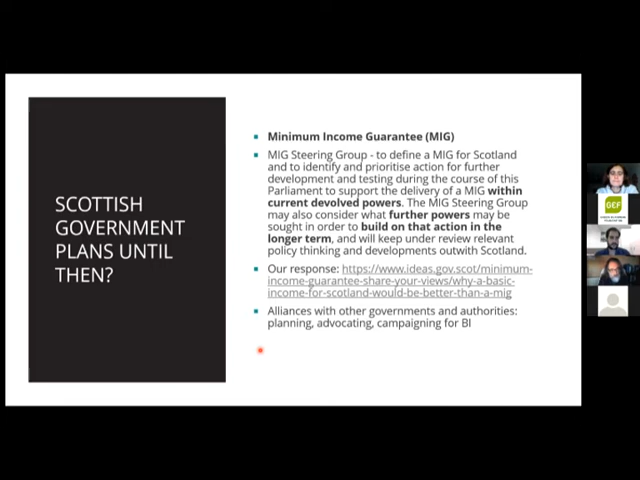 SCOTTISH
GOVERNMENT
PLANS UNTIL
THEN?
Minimum Income Guarantee (MIG)
MIG Steering Group - to define a MIG for Scotland
and to identify and prioritise action for further
development and testing during the course of this
Parliament to support the delivery of a MIG within
current devolved powers. The MIG Steering Group
may also consider what further powers may be
sought in order to build on that action in the
longer term, and will keep under review relevant
policy thinking and developments outwith Scotland.
Our response: https://www.ideas.gov.scot/minimum-
income-guarantee-share-your-views/why-a-basic-
income-for-scotland-would-be-better-than-a-mig
Alliances with other governments and authorities:
planning, advocating, campaigning for BI
GEF